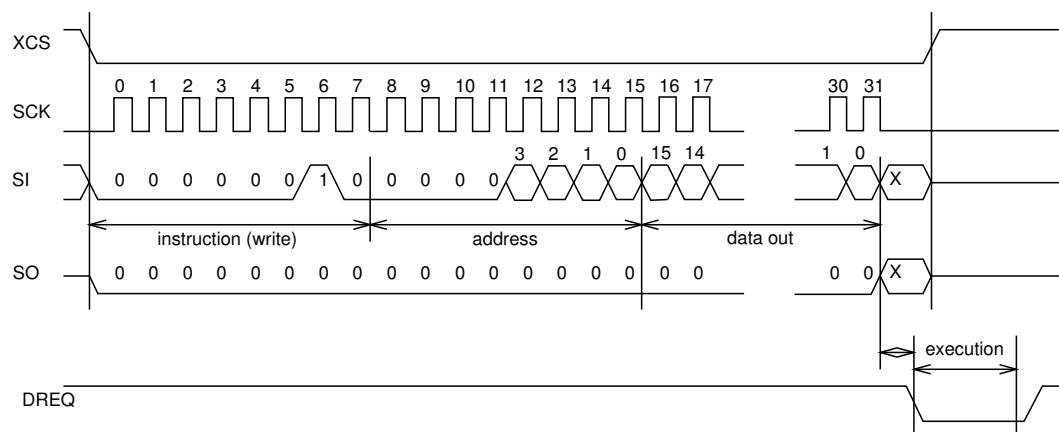 XCS
0 1 2 3 4 5 6 7 8 9 10 11 12 13 14 15 16 17 30 31
SCK
3 2 1 0 15 14 1 0
SI 0 0 0 0 0 0 1 0 0 0 0 0 X
instruction (write) address data out
SO 0 0 0 0 0 0 0 0 0 0 0 0 0 0 0 0 0 0 0 0 X
execution
DREQ